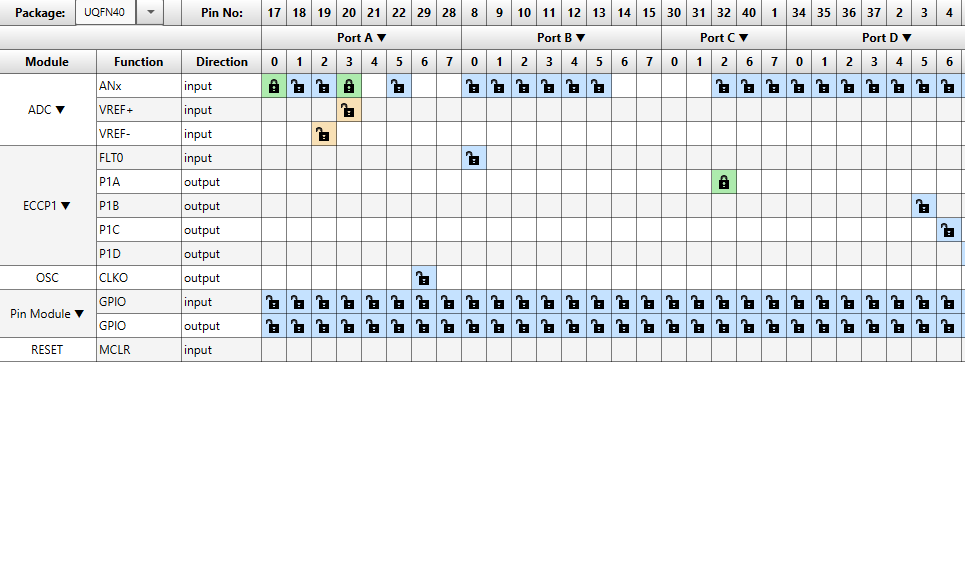 Package: UQFN40 Pin No: 17 18 19 20 21 22 29 28 8 9 10 11 12 13 14 15 30 31 32 40 1 34 35 36 37 2 3 4
Port A ▼ Port B ▼ Port C ▼ Port D ▼
Module Function Direction 0 1 2 3 4 5 6 7 0 1 2 3 4 5 6 7 0 1 2 6 7 0 1 2 3 4 5 6
ADC ▼ ANx input
VREF+ input
VREF- input
ECCP1 ▼ FLT0 input
P1A output
P1B output
P1C output
P1D output
OSC CLKO output
Pin Module ▼ GPIO input
GPIO output
RESET MCLR input